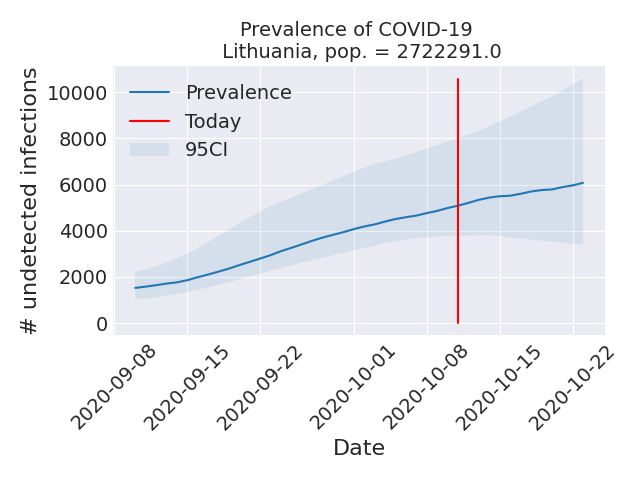 Prevalence of COVID-19
Lithuania, pop. = 2722291.0
# undetected infections
10000
8000
6000
4000
2000
0
Prevalence
Today
95CI
2020-09-08
2020-09-15
2020-09-22
2020-10-01
2020-10-08
2020-10-15
2020-10-22
Date